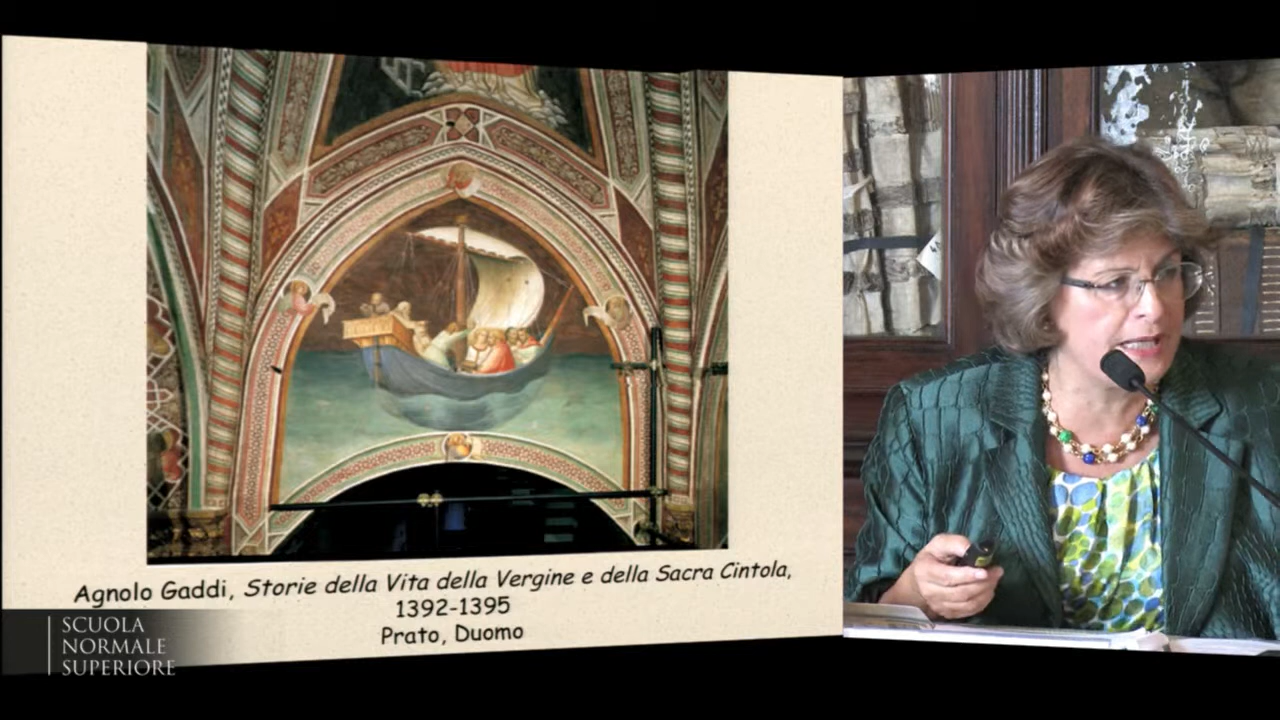 Agnolo Gaddi, Storie della Vita della Vergine e della Sacra Cintola,
1392-1395
Prato, Duomo
SCUOLA
NORMALE
SUPERIORE